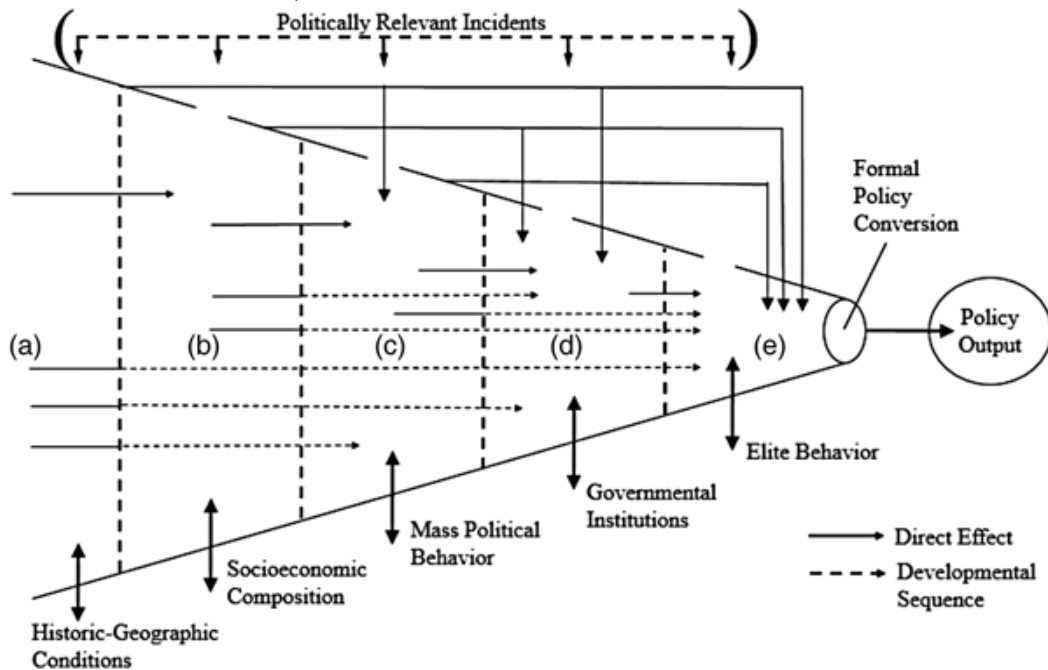 Politically Relevant Incidents
Formal
Policy
Conversion
(a)
(b)
(c)
(d)
(e)
Policy
Output
Elite Behavior
Governmental
Institutions
Mass Political
Behavior
Socioeconomic
Composition
Historic-Geographic
Conditions
Direct Effect
Developmental
Sequence